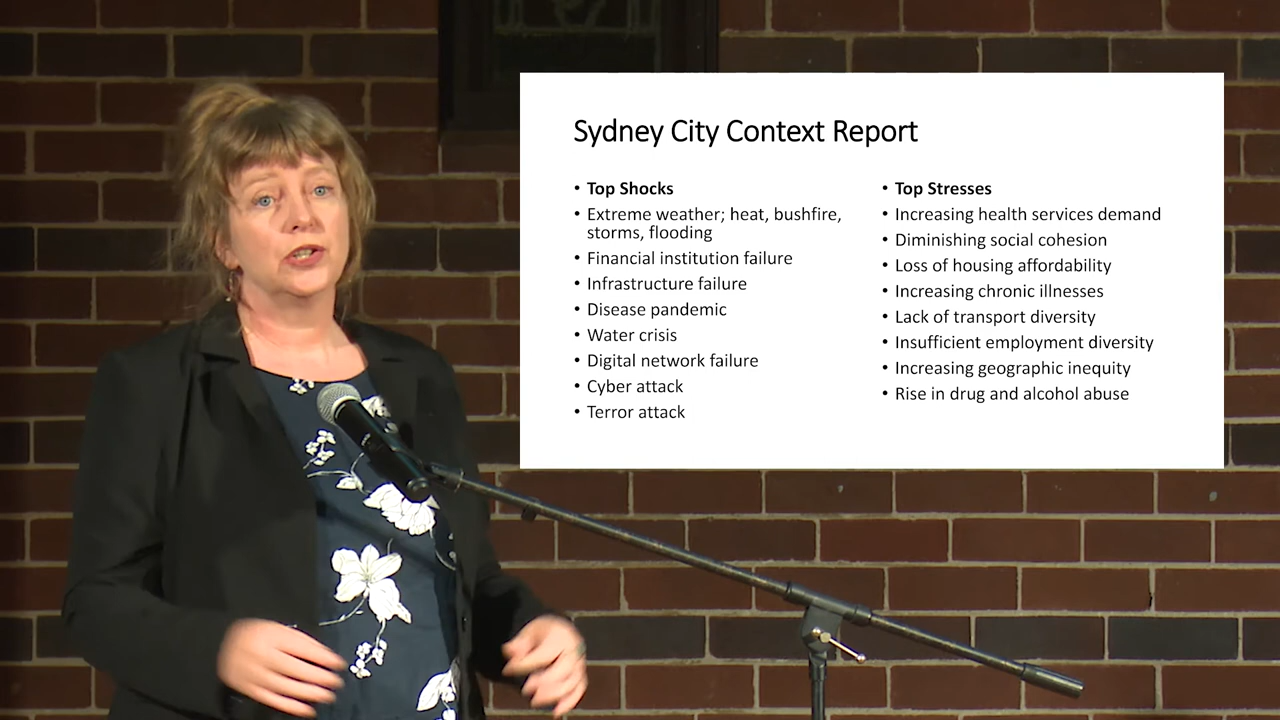 Sydney City Context Report
• Top Shocks
• Extreme weather; heat, bushfire,
storms, flooding
• Financial institution failure
• Infrastructure failure
• Disease pandemic
• Water crisis
• Digital network failure
• Cyber attack
• Terror attack
• Top Stresses
• Increasing health services demand
• Diminishing social cohesion
• Loss of housing affordability
• Increasing chronic illnesses
• Lack of transport diversity
• Insufficient employment diversity
• Increasing geographic inequity
• Rise in drug and alcohol abuse